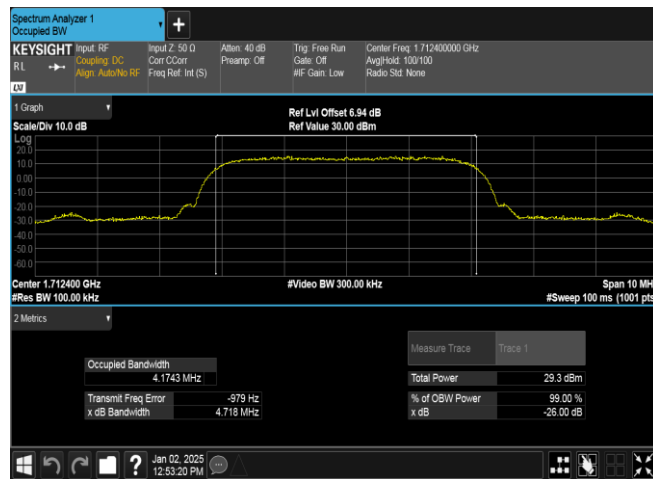 Spectrum Analyzer 1
Occupied BW
+
KEYSIGHT Input: RF Input Z: 50 Ω Atten: 40 dB Trig: Free Run Center Freq: 1.712400000 GHz
RL Coupling: DC Corr CCorr Preamp: Off Gate: Off Avg|Hold: 100/100
Align: Auto/No RF Freq Ref: Int (S) #IF Gain: Low Radio Std: None
LXI
1 Graph Ref Lvl Offset 6.94 dB
Scale/Div 10.0 dB Ref Value 30.00 dBm
Log
20.0
10.0
0.00
-10.0
-20.0
-30.0
-40.0
-50.0
-60.0
Center 1.712400 GHz #Video BW 300.00 kHz Span 10 MH
#Res BW 100.00 kHz #Sweep 100 ms (1001 pts
2 Metrics
Measure Trace Trace 1
Occupied Bandwidth
4.1743 MHz Total Power 29.3 dBm
Transmit Freq Error -979 Hz % of OBW Power 99.00 %
x dB Bandwidth 4.718 MHz x dB -26.00 dB
? Jan 02, 2025
12:53:20 PM